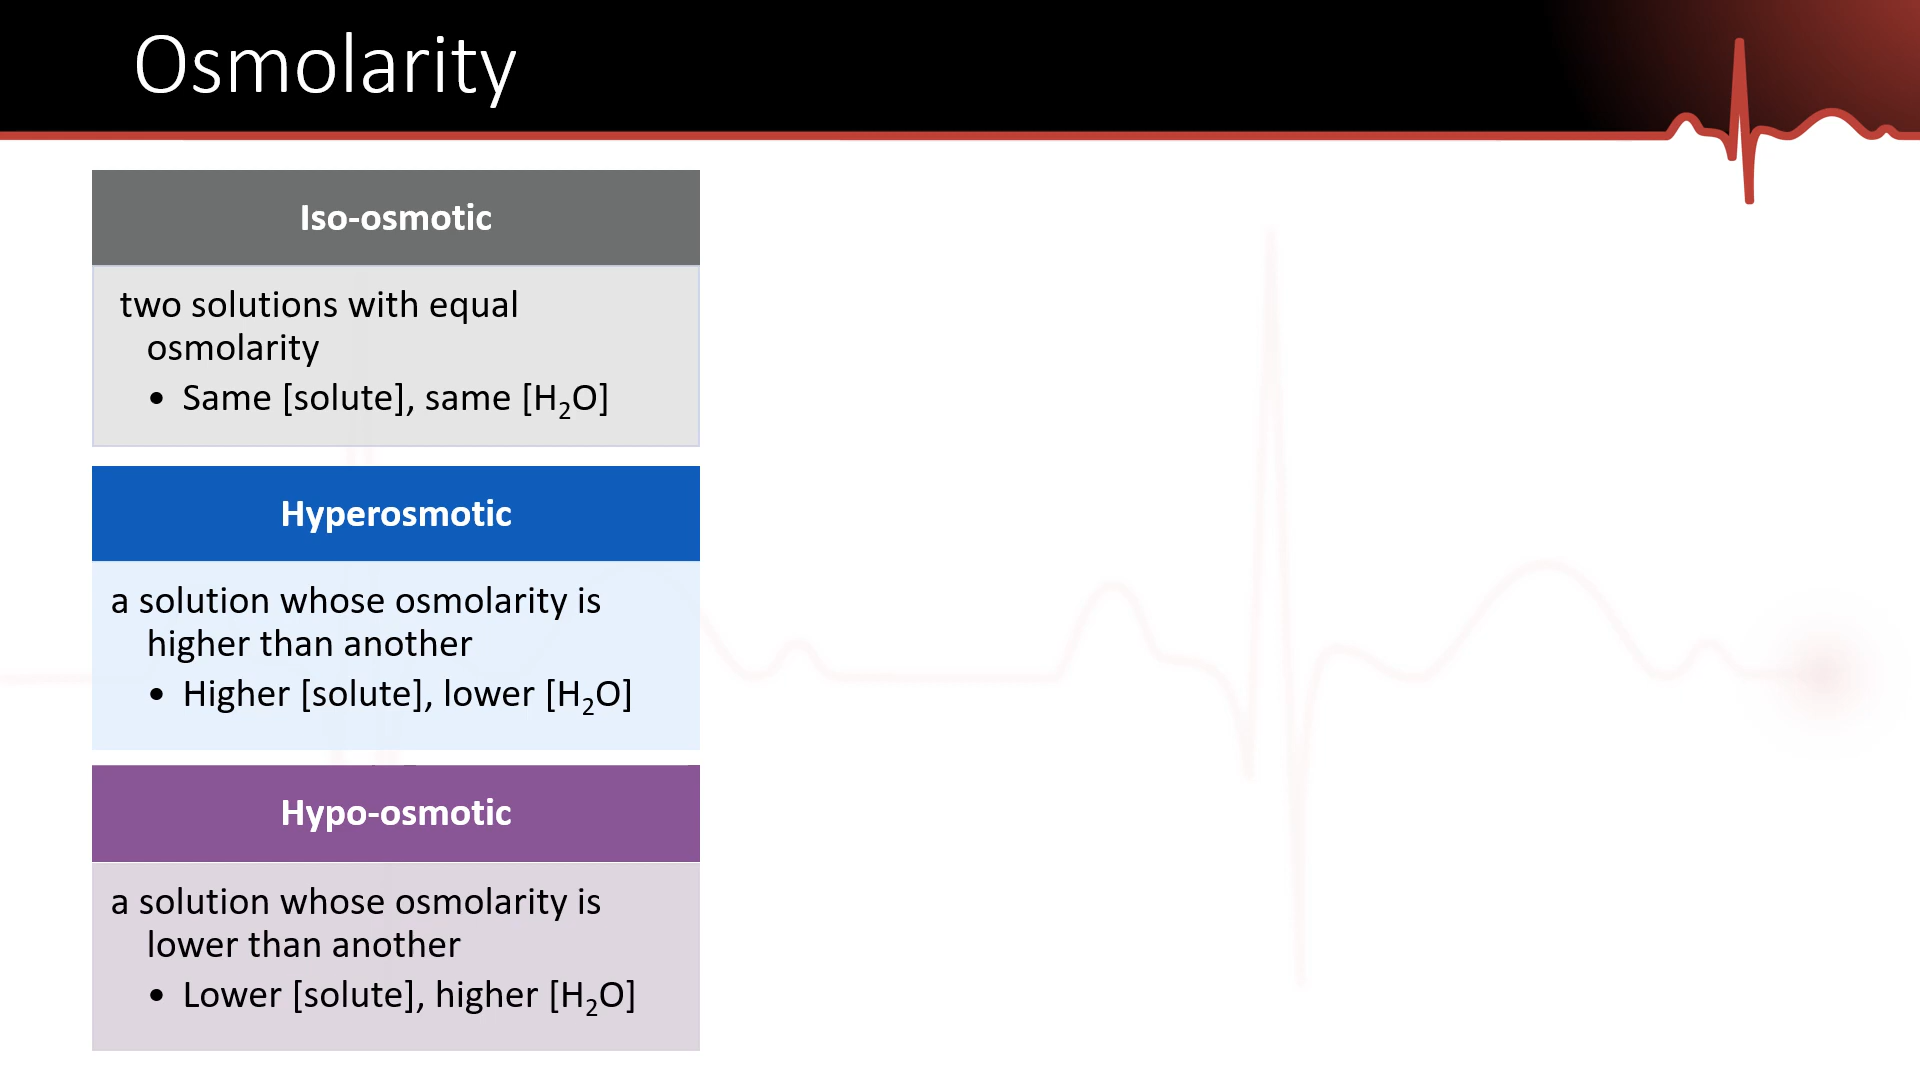 Osmolarity
Iso-osmotic
two solutions with equal
osmolarity
• Same [solute], same [H₂O]
Hyperosmotic
a solution whose osmolarity is
higher than another
• Higher [solute], lower [H₂O]
Hypo-osmotic
a solution whose osmolarity is
lower than another
• Lower [solute], higher [H₂O]